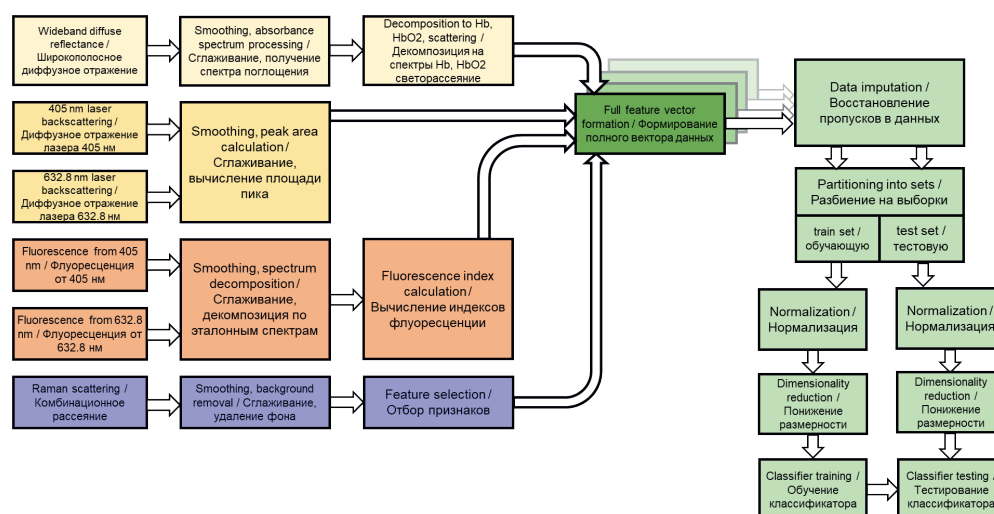 Wideband diffuse
reflectance /
Широкополосное
диффузное отражение
Smoothing, absorbance
spectrum processing /
Сглаживание, получение
спектра поглощения
Decomposition to Hb,
HbO2, scattering /
Декомпозиция на
спектры Hb, HbO2
светорассеяние
405 nm laser
backscattering /
Диффузное отражение
лазера 405 нм
632.8 nm laser
backscattering /
Диффузное отражение
лазера 632.8 нм
Smoothing, peak area
calculation /
Сглаживание,
вычисление площади
пика
Fluorescence from 405
nm / Флуоресценция
от 405 нм
Fluorescence from 632.8
nm / Флуоресценция от
632.8 нм
Smoothing, spectrum
decomposition /
Сглаживание,
декомпозиция по
эталонным спектрам
Fluorescence index
calculation /
Вычисление индексов
флуоресценции
Raman scattering /
Комбинационное
рассеяние
Smoothing, background
removal / Сглаживание,
удаление фона
Feature selection /
Отбор признаков
Full feature vector
formation / Формирование
полного вектора данных
Data imputation /
Восстановление
пропусков в данных
Partitioning into sets /
Разбиение на выборки
train set /
обучающую
test set /
тестовую
Normalization /
Нормализация
Normalization /
Нормализация
Dimensionality
reduction /
Понижение
размерности
Dimensionality
reduction /
Понижение
размерности
Classifier training /
Обучение
классификатора
Classifier testing /
Тестирование
классификатора